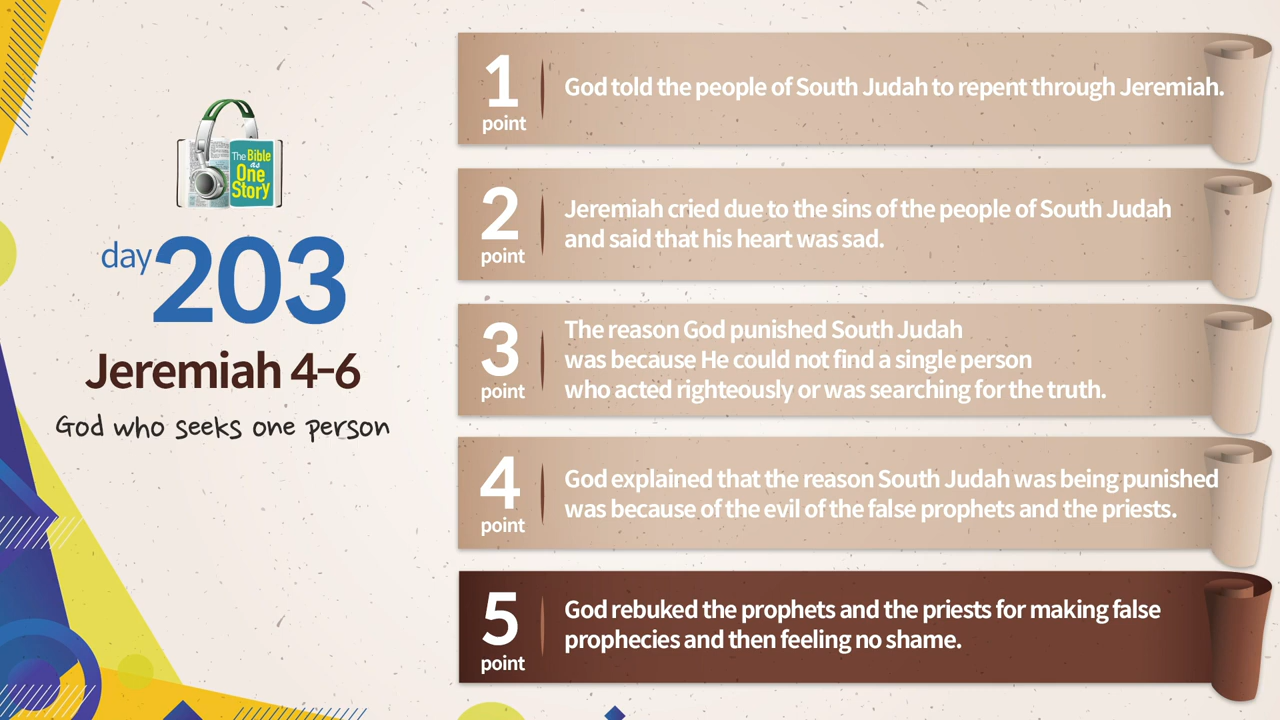 The Bible
as
One
Story
day 203
Jeremiah 4-6
God who seeks one person
1
point
God told the people of South Judah to repent through Jeremiah.
2
point
Jeremiah cried due to the sins of the people of South Judah
and said that his heart was sad.
3
point
The reason God punished South Judah
was because He could not find a single person
who acted righteously or was searching for the truth.
4
point
God explained that the reason South Judah was being punished
was because of the evil of the false prophets and the priests.
5
point
God rebuked the prophets and the priests for making false
prophecies and then feeling no shame.